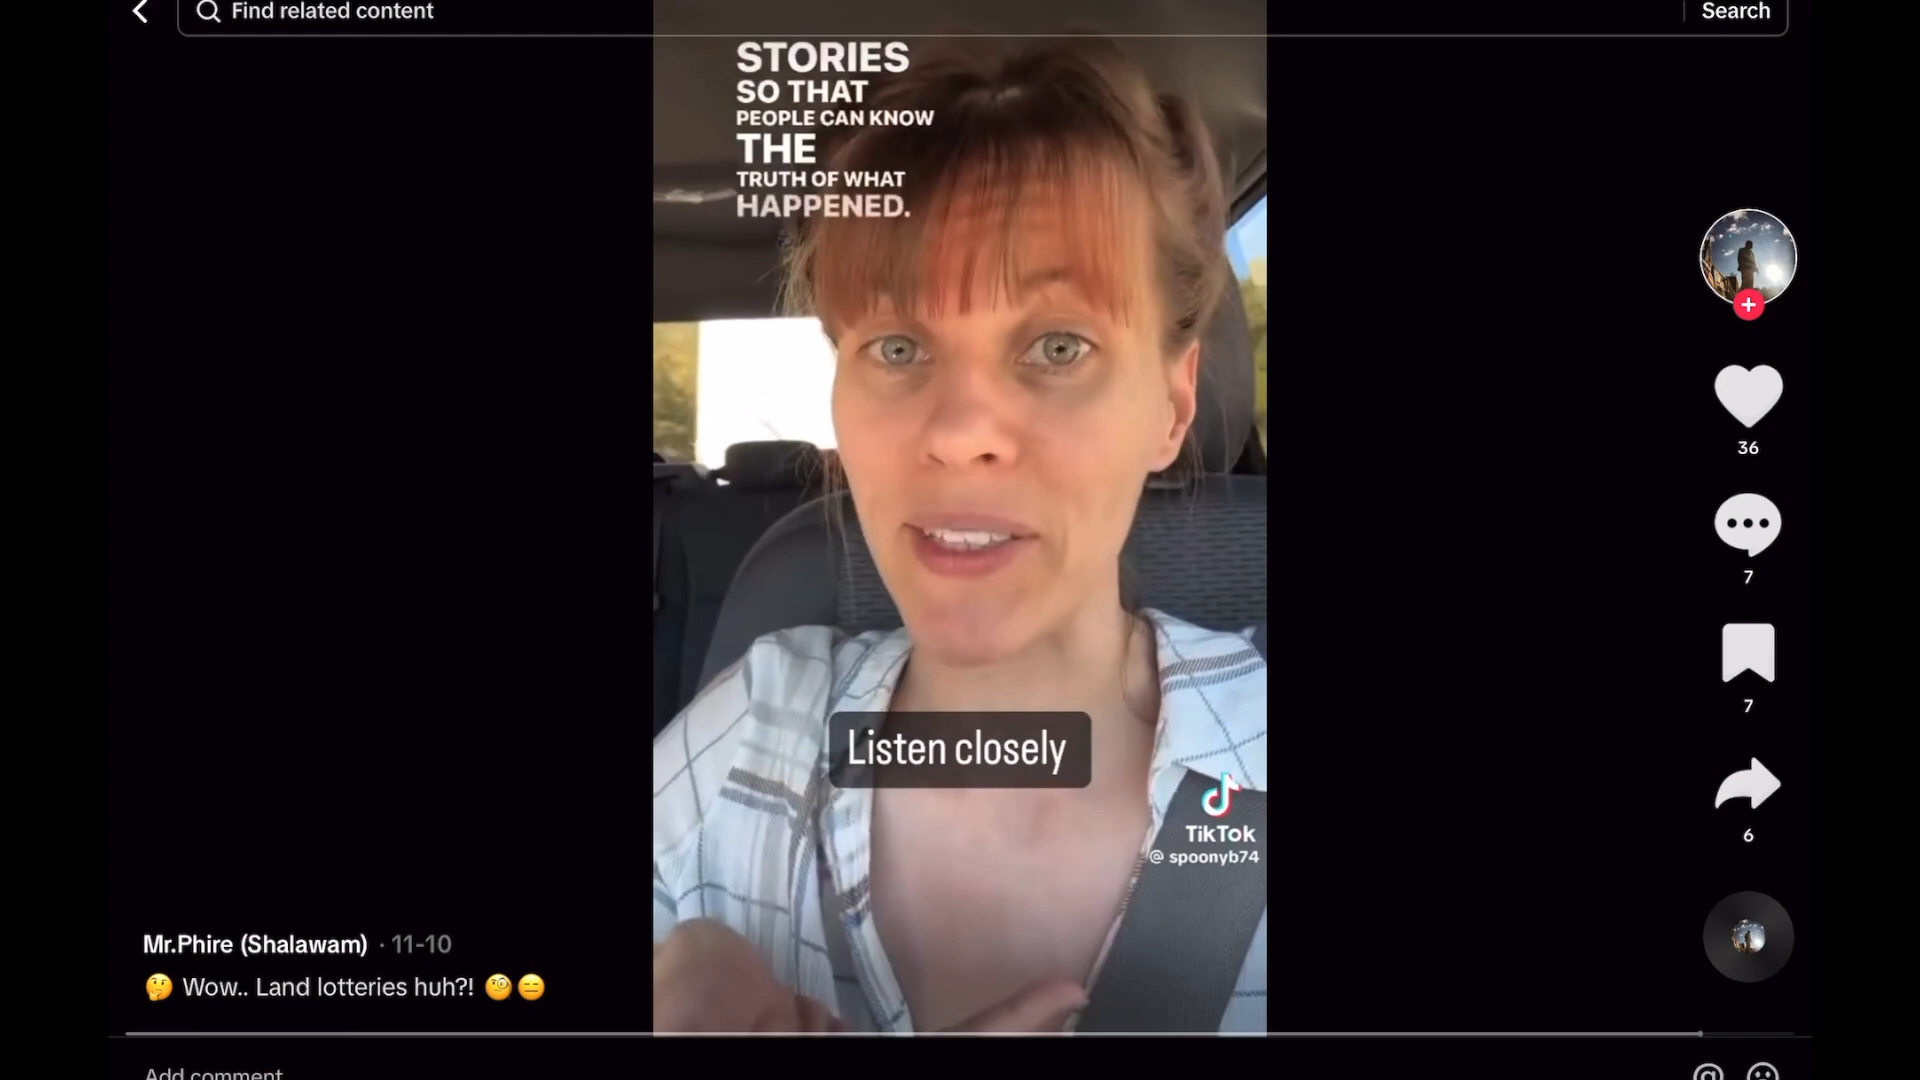 Find related content
Search
STORIES
SO THAT
PEOPLE CAN KNOW
THE
TRUTH OF WHAT
HAPPENED.
36
7
7
Listen closely
TikTok
@ spoonyb74
6
Mr.Phire (Shalawam) · 11-10
🤔 Wow.. Land lotteries huh?! 🧐😑
Add comment